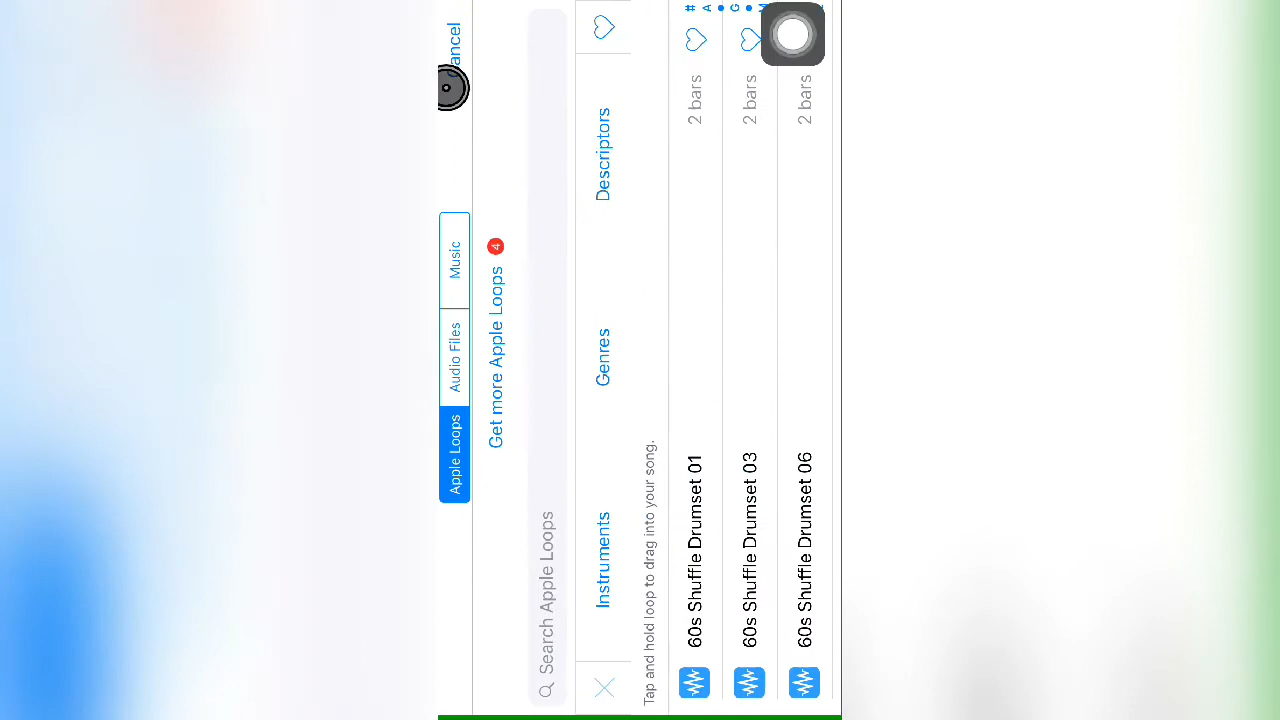 Apple Loops Audio Files Music ancel
Get more Apple Loops 4
Search Apple Loops
Instruments Genres Descriptors
Tap and hold loop to drag into your song.
60s Shuffle Drumset 01 2 bars
60s Shuffle Drumset 03 2 bars
60s Shuffle Drumset 06 2 bars
#
A
G